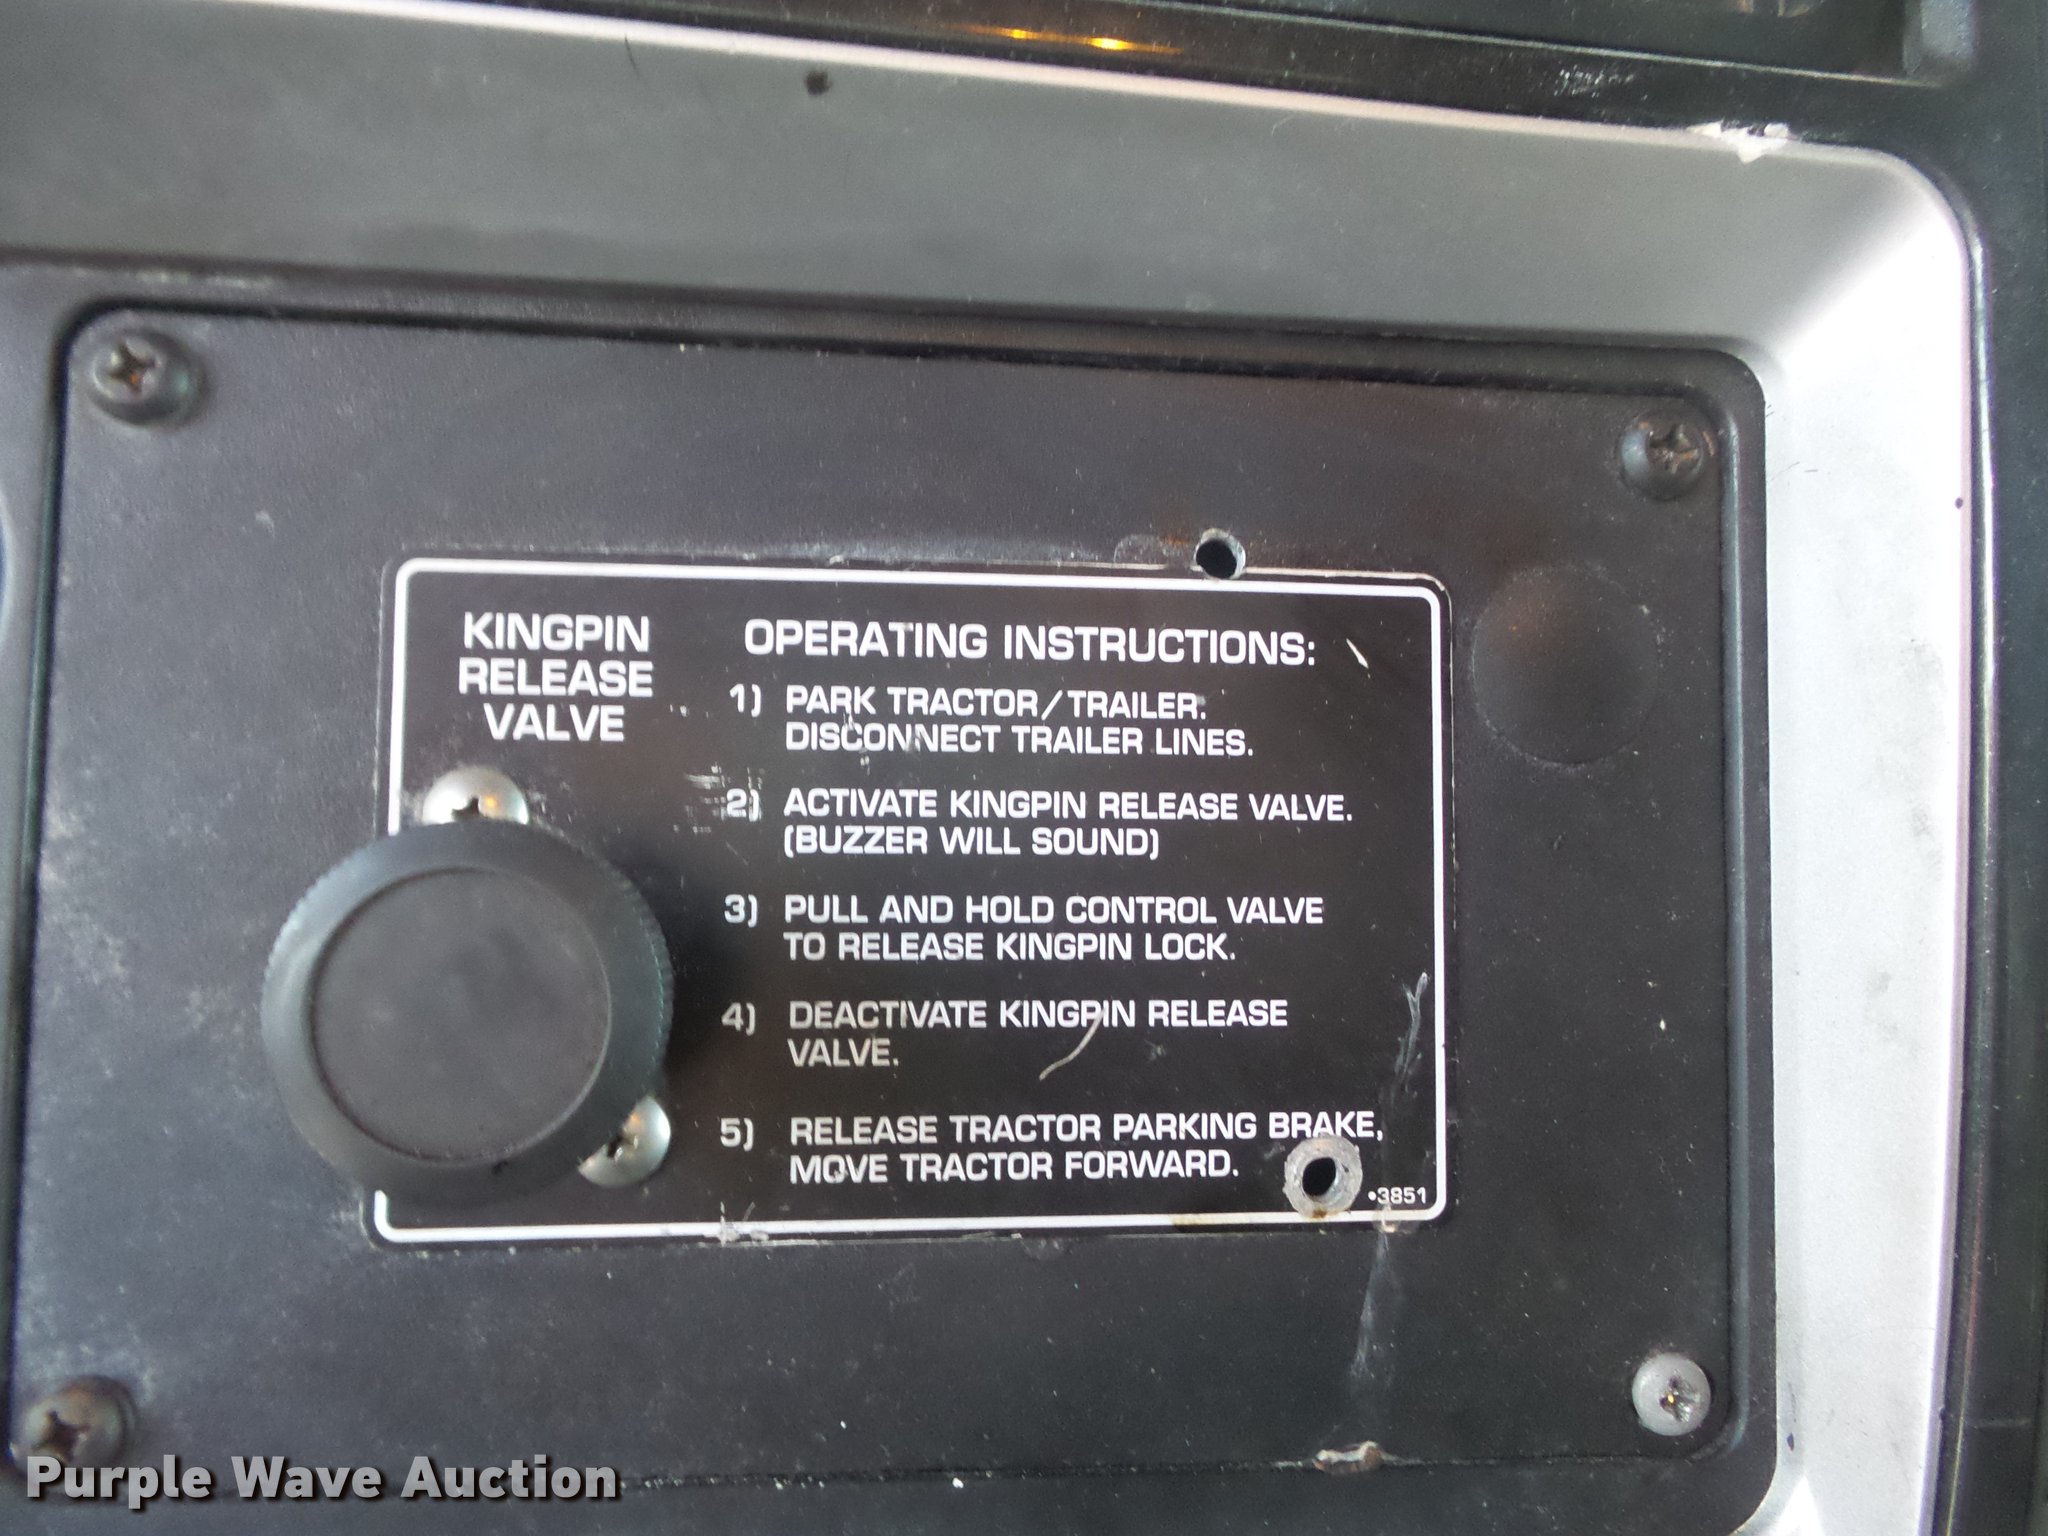 KINGPIN
RELEASE
VALVE
OPERATING INSTRUCTIONS:
1) PARK TRACTOR/TRAILER.
DISCONNECT TRAILER LINES.
2) ACTIVATE KINGPIN RELEASE VALVE.
(BUZZER WILL SOUND)
3) PULL AND HOLD CONTROL VALVE
TO RELEASE KINGPIN LOCK.
4) DEACTIVATE KINGPIN RELEASE
VALVE.
5) RELEASE TRACTOR PARKING BRAKE,
MOVE TRACTOR FORWARD.
•3851
Purple Wave Auction